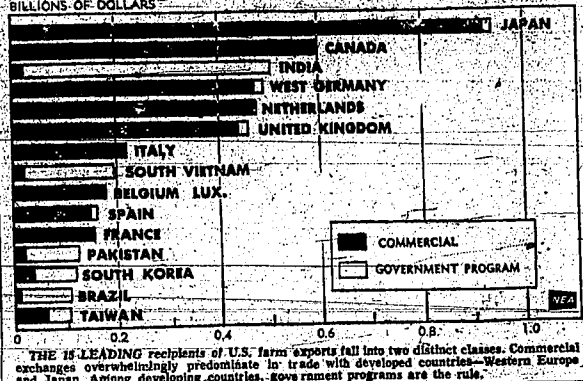 BILLIONS OF DOLLARS
JAPAN
CANADA
INDIA
WEST GERMANY
NETHERLANDS
UNITED KINGDOM
ITALY
SOUTH VIETNAM
BELGIUM LUX.
SPAIN
FRANCE
PAKISTAN
SOUTH KOREA
BRAZIL
TAIWAN
COMMERCIAL
GOVERNMENT PROGRAM
NEA
0 0.2 0.4 0.6 0.8 1.0
THE 15 LEADING recipients of U.S. farm exports fall into two distinct classes. Commercial
exchanges overwhelmingly predominate in trade with developed countries—Western Europe
and Japan. Among developing countries, government programs are the rule.